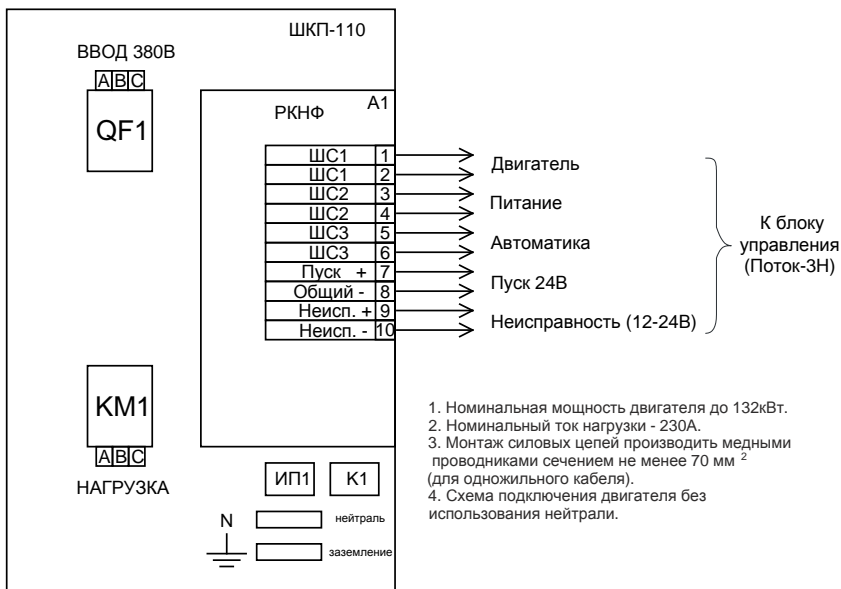 ШКП-110
ВВОД 380В
A B C
QF1
РКНФ
A1
ШС1 1
ШС1 2
ШС2 3
ШС2 4
ШС3 5
ШС3 6
Пуск + 7
Общий - 8
Неисп. + 9
Неисп. - 10
Двигатель
Питание
Автоматика
Пуск 24В
Неисправность (12-24В)
К блоку
управления
(Поток-3Н)
KM1
A B C
НАГРУЗКА
ИП1
K1
N
нейтраль
заземление
1. Номинальная мощность двигателя до 132кВт.
2. Номинальный ток нагрузки - 230А.
3. Монтаж силовых цепей производить медными
проводниками сечением не менее 70 мм ²
(для одножильного кабеля).
4. Схема подключения двигателя без
использования нейтрали.